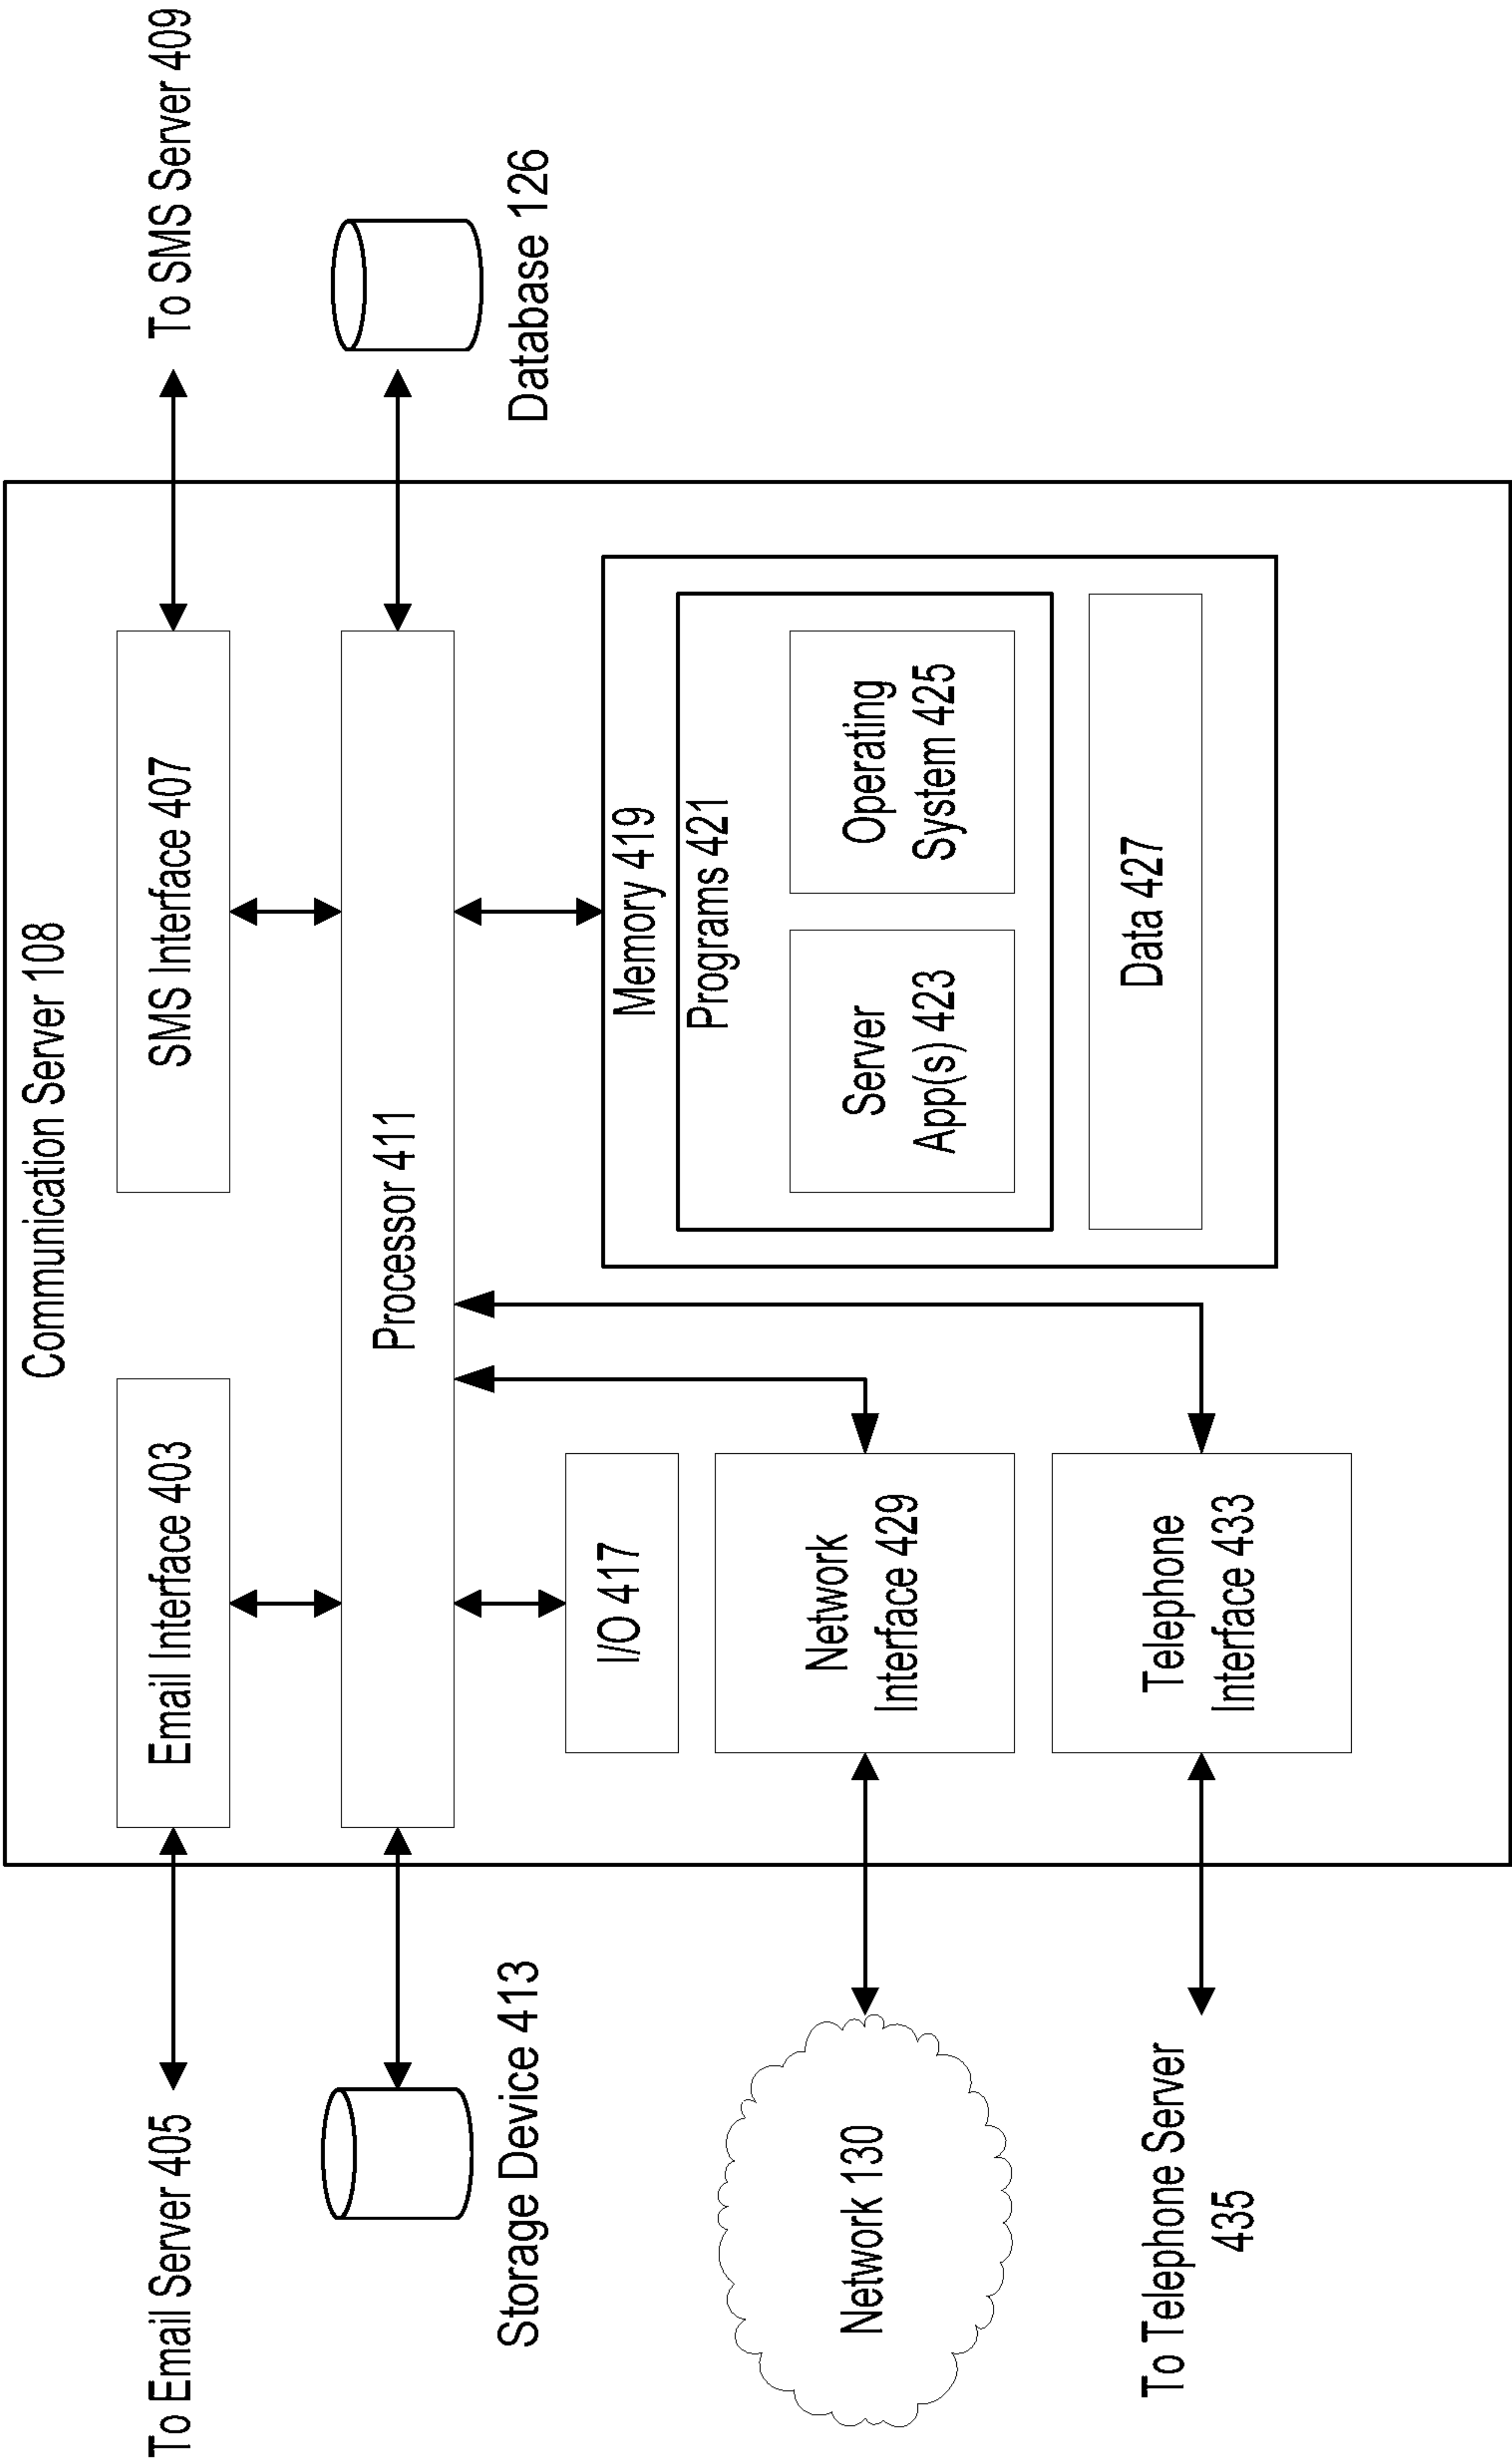 Communication Server 108
To Email Server 405
Email Interface 403
SMS Interface 407
To SMS Server 409
Processor 411
Storage Device 413
Database 126
I/O 417
Memory 419
Programs 421
Server
App(s) 423
Operating
System 425
Data 427
Network 130
Network
Interface 429
To Telephone Server
435
Telephone
Interface 433